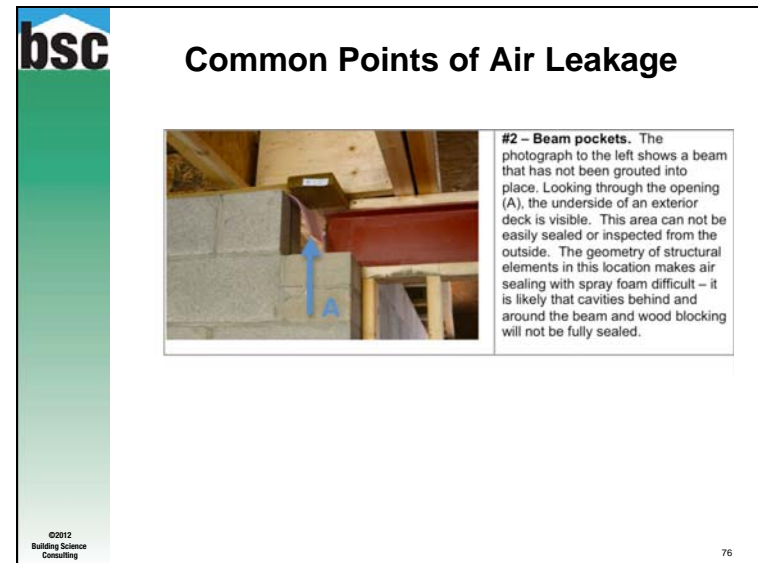 bsc
Common Points of Air Leakage
#2 – Beam pockets. The
photograph to the left shows a beam
that has not been grouted into
place. Looking through the opening
(A), the underside of an exterior
deck is visible. This area can not be
easily sealed or inspected from the
outside. The geometry of structural
elements in this location makes air
sealing with spray foam difficult – it
is likely that cavities behind and
around the beam and wood blocking
will not be fully sealed.
A
©2012
Building Science
Consulting
76